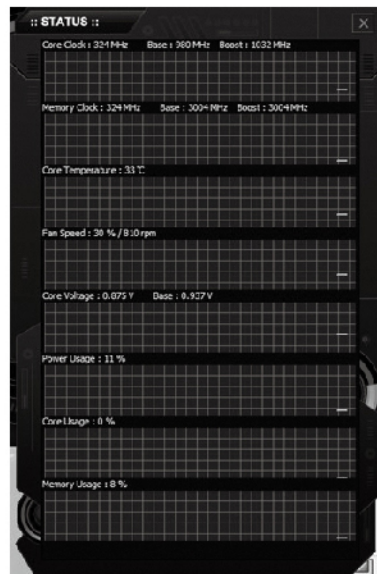 :: STATUS ::
Core Clock : 324 MHz Base : 980 MHz Boost : 1032 MHz
Memory Clock : 324 MHz Base : 3004 MHz Boost : 3004 MHz
Core Temperature : 33 °C
Fan Speed : 30 % / 810 rpm
Core Voltage : 0.875 V Base : 0.937 V
Power Usage : 11 %
Core Usage : 0 %
Memory Usage : 8 %